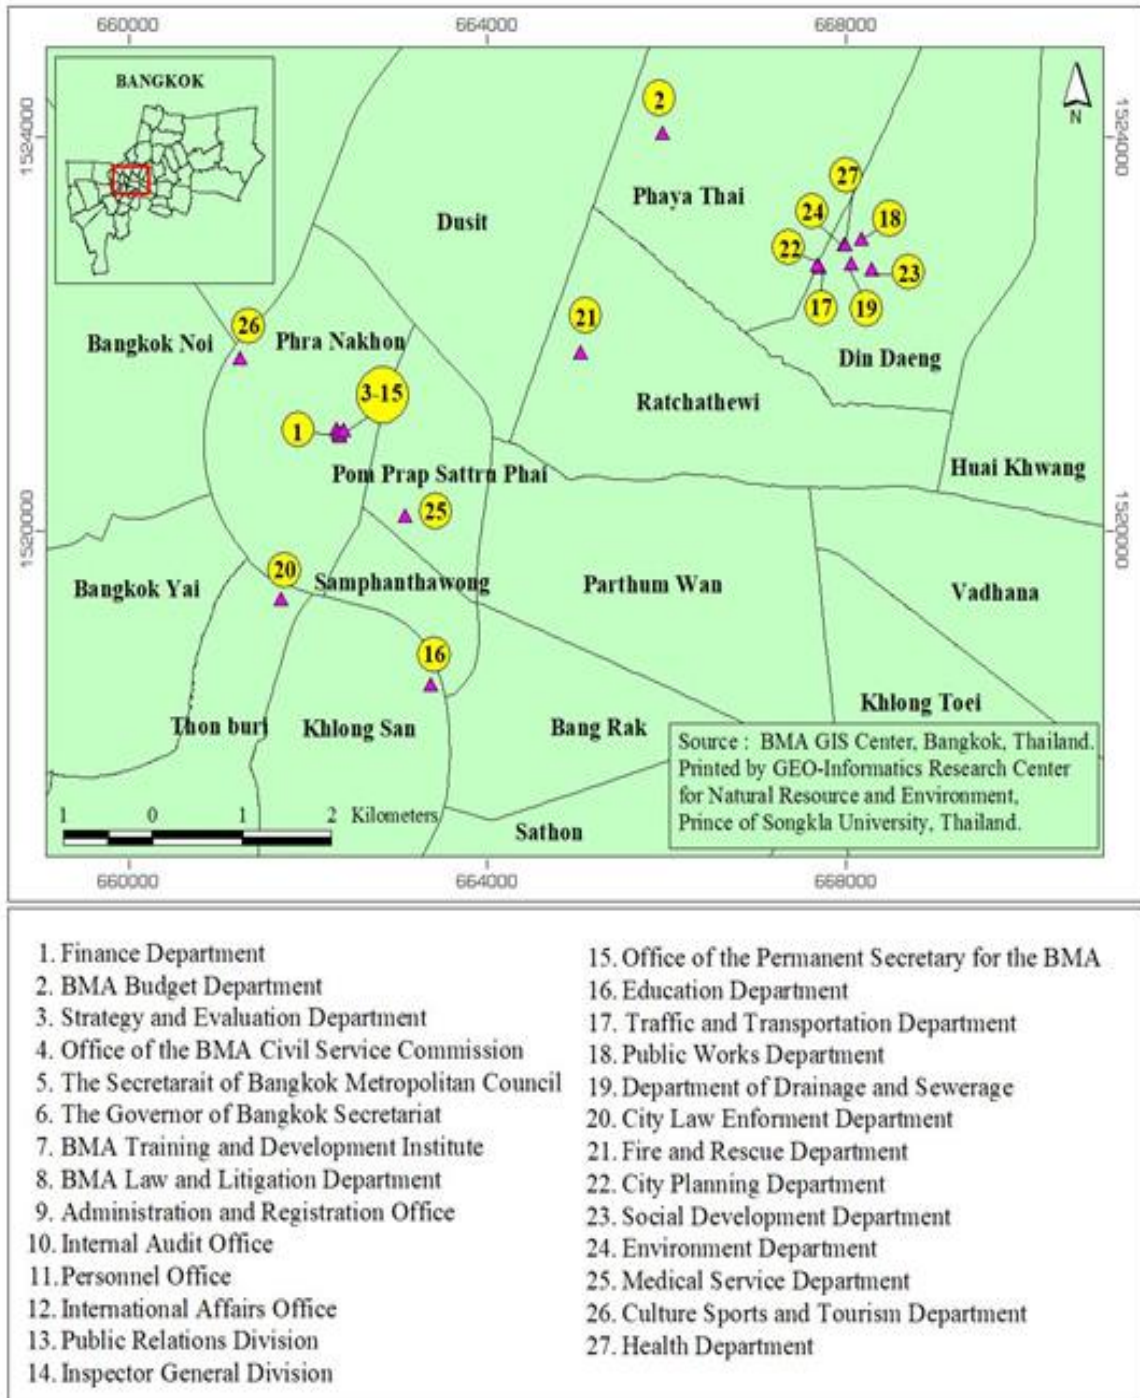 660000 664000 668000
BANGKOK
N
1524000
1524000
2
27
Phaya Thai
24
18
Dusit
22
23
17
19
26
21
Bangkok Noi
Phra Nakhon
Din Daeng
3-15
Ratchathewi
1
Pom Prap Sattru Phai
Huai Khwang
25
1520000
1520000
20
Samphanthawong
Parthum Wan
Bangkok Yai
Vadhana
16
Khlong Toei
Thon buri
Khlong San
Bang Rak
Source : BMA GIS Center, Bangkok, Thailand.
Printed by GEO-Informatics Research Center
for Natural Resource and Environment,
Prince of Songkla University, Thailand.
1 0 1 2 Kilometers
Sathon
660000 664000 668000
1. Finance Department
2. BMA Budget Department
3. Strategy and Evaluation Department
4. Office of the BMA Civil Service Commission
5. The Secretarait of Bangkok Metropolitan Council
6. The Governor of Bangkok Secretariat
7. BMA Training and Development Institute
8. BMA Law and Litigation Department
9. Administration and Registration Office
10. Internal Audit Office
11. Personnel Office
12. International Affairs Office
13. Public Relations Division
14. Inspector General Division
15. Office of the Permanent Secretary for the BMA
16. Education Department
17. Traffic and Transportation Department
18. Public Works Department
19. Department of Drainage and Sewerage
20. City Law Enforment Department
21. Fire and Rescue Department
22. City Planning Department
23. Social Development Department
24. Environment Department
25. Medical Service Department
26. Culture Sports and Tourism Department
27. Health Department